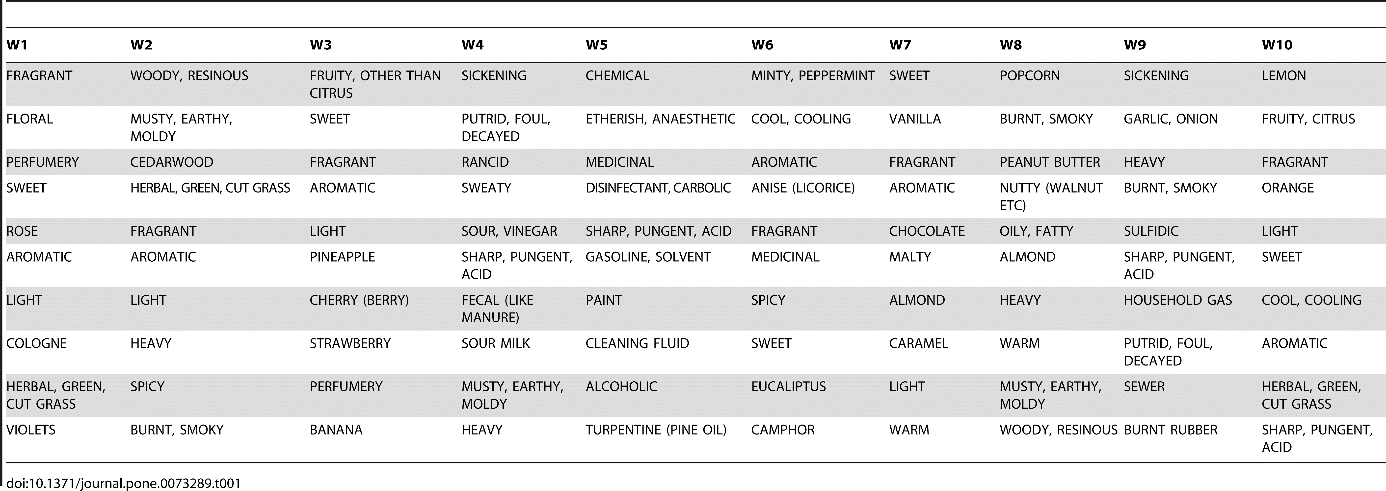 W1 W2 W3 W4 W5 W6 W7 W8 W9 W10
FRAGRANT WOODY, RESINOUS FRUITY, OTHER THAN SICKENING CHEMICAL MINTY, PEPPERMINT SWEET POPCORN SICKENING LEMON
CITRUS
FLORAL MUSTY, EARTHY, SWEET PUTRID, FOUL, ETHERISH, ANAESTHETIC COOL, COOLING VANILLA BURNT, SMOKY GARLIC, ONION FRUITY, CITRUS
MOLDY DECAYED
PERFUMERY CEDARWOOD FRAGRANT RANCID MEDICINAL AROMATIC FRAGRANT PEANUT BUTTER HEAVY FRAGRANT
SWEET HERBAL, GREEN, CUT GRASS AROMATIC SWEATY DISINFECTANT, CARBOLIC ANISE (LICORICE) AROMATIC NUTTY (WALNUT BURNT, SMOKY ORANGE
ETC)
ROSE FRAGRANT LIGHT SOUR, VINEGAR SHARP, PUNGENT, ACID FRAGRANT CHOCOLATE OILY, FATTY SULFIDIC LIGHT
AROMATIC AROMATIC PINEAPPLE SHARP, PUNGENT, GASOLINE, SOLVENT MEDICINAL MALTY ALMOND SHARP, PUNGENT, SWEET
ACID ACID
LIGHT LIGHT CHERRY (BERRY) FECAL (LIKE PAINT SPICY ALMOND HEAVY HOUSEHOLD GAS COOL, COOLING
MANURE)
COLOGNE HEAVY STRAWBERRY SOUR MILK CLEANING FLUID SWEET CARAMEL WARM PUTRID, FOUL, AROMATIC
DECAYED
HERBAL, GREEN, SPICY PERFUMERY MUSTY, EARTHY, ALCOHOLIC EUCALIPTUS LIGHT MUSTY, EARTHY, SEWER HERBAL, GREEN,
CUT GRASS MOLDY MOLDY CUT GRASS
VIOLETS BURNT, SMOKY BANANA HEAVY TURPENTINE (PINE OIL) CAMPHOR WARM WOODY, RESINOUS BURNT RUBBER SHARP, PUNGENT,
ACID
doi:10.1371/journal.pone.0073289.t001